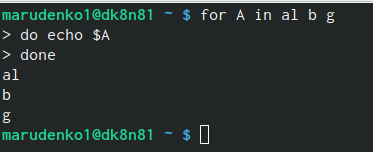 marudenko1@dk8n81 ~ $ for A in al b g
> do echo $A
> done
al
b
g
marudenko1@dk8n81 ~ $